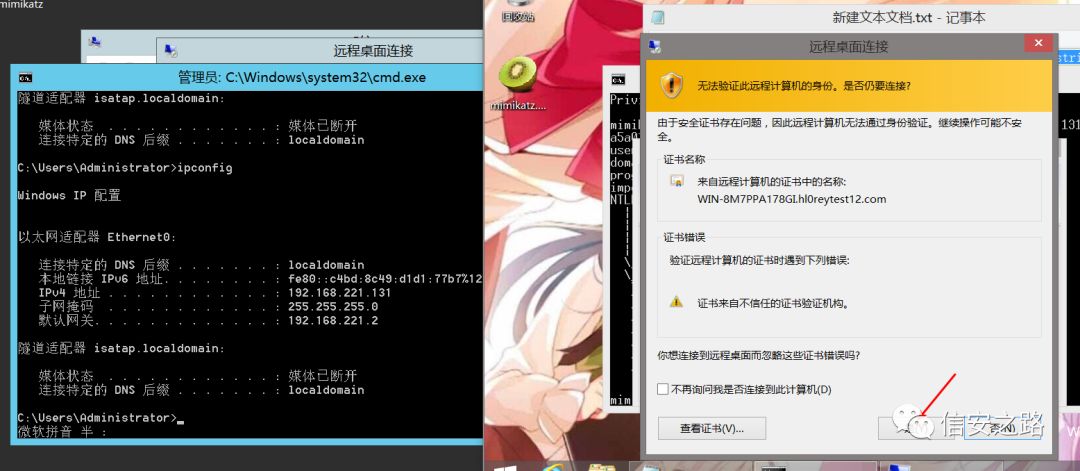 mimikatz
远程桌面连接
管理员: C:\Windows\system32\cmd.exe
隧道适配器 isatap.localdomain:
媒体状态 . . . . . . . . . . . . : 媒体已断开
连接特定的 DNS 后缀 . . . . . . . : localdomain
C:\Users\Administrator>ipconfig
Windows IP 配置
以太网适配器 Ethernet0:
连接特定的 DNS 后缀 . . . . . . . : localdomain
本地链接 IPv6 地址. . . . . . . . : fe80::c4bd:8c49:d1d1:77b7%12
IPv4 地址 . . . . . . . . . . . . : 192.168.221.131
子网掩码 . . . . . . . . . . . . : 255.255.255.0
默认网关. . . . . . . . . . . . . : 192.168.221.2
隧道适配器 isatap.localdomain:
媒体状态 . . . . . . . . . . . . : 媒体已断开
连接特定的 DNS 后缀 . . . . . . . : localdomain
C:\Users\Administrator>_
微软拼音 半 :
回收站
mimikatz....
新建文本文档.txt - 记事本
Privi
mimik
a5a0
user
doma
prog
impe
NTLM
mim
131
远程桌面连接
无法验证此远程计算机的身份。是否仍要连接?
由于安全证书存在问题，因此远程计算机无法通过身份验证。继续操作可能不安
全。
证书名称
来自远程计算机的证书中的名称:
WIN-8M7PPA178GI.hl0reytest12.com
证书错误
验证远程计算机的证书时遇到下列错误:
证书来自不信任的证书验证机构。
你想连接到远程桌面而忽略这些证书错误吗?
不再询问我是否连接到此计算机(D)
查看证书(V)...
信安之路